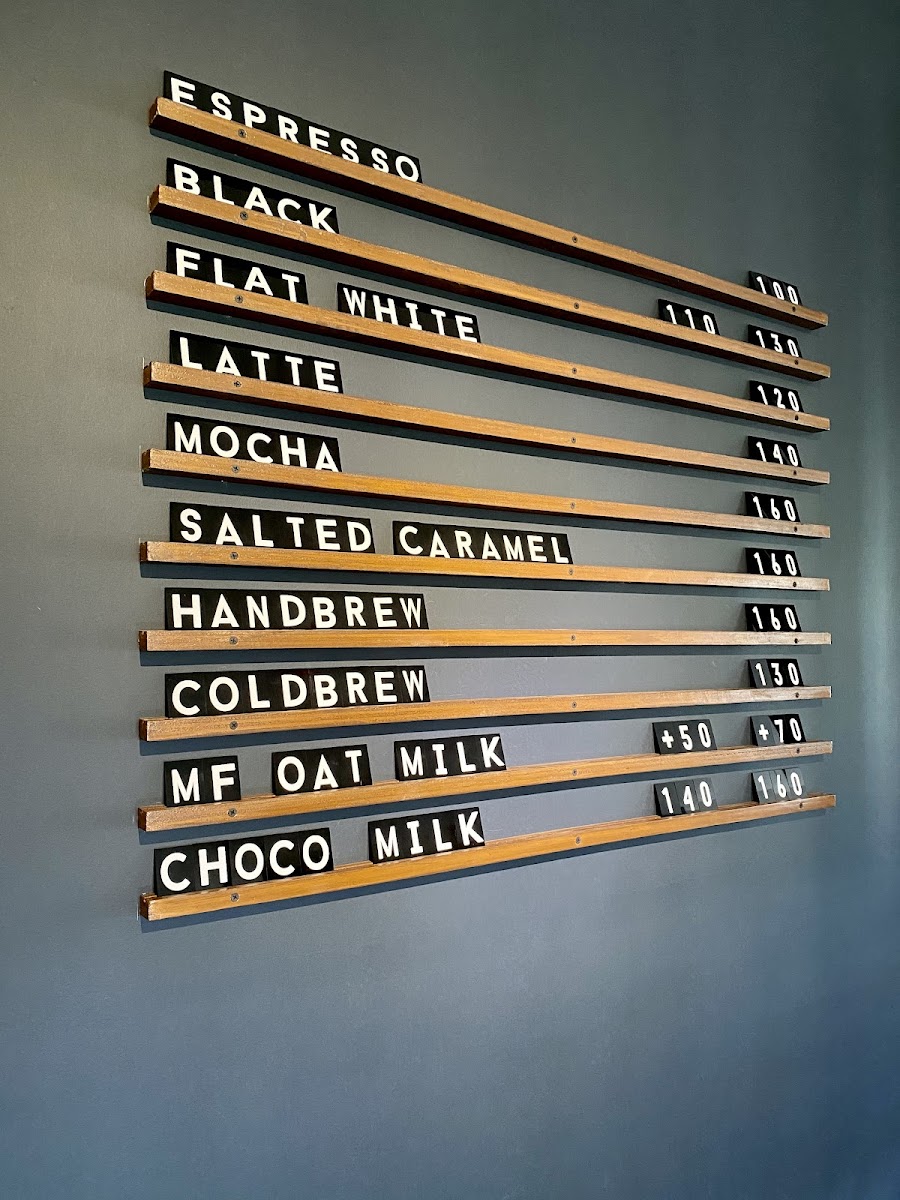 ESPRESSO 100
BLACK 110 130
FLAT WHITE 120
LATTE 140
MOCHA 160
SALTED CARAMEL 160
HANDBREW 160
COLDBREW 130
MF OAT MILK +50 +70
CHOCO MILK 140 160